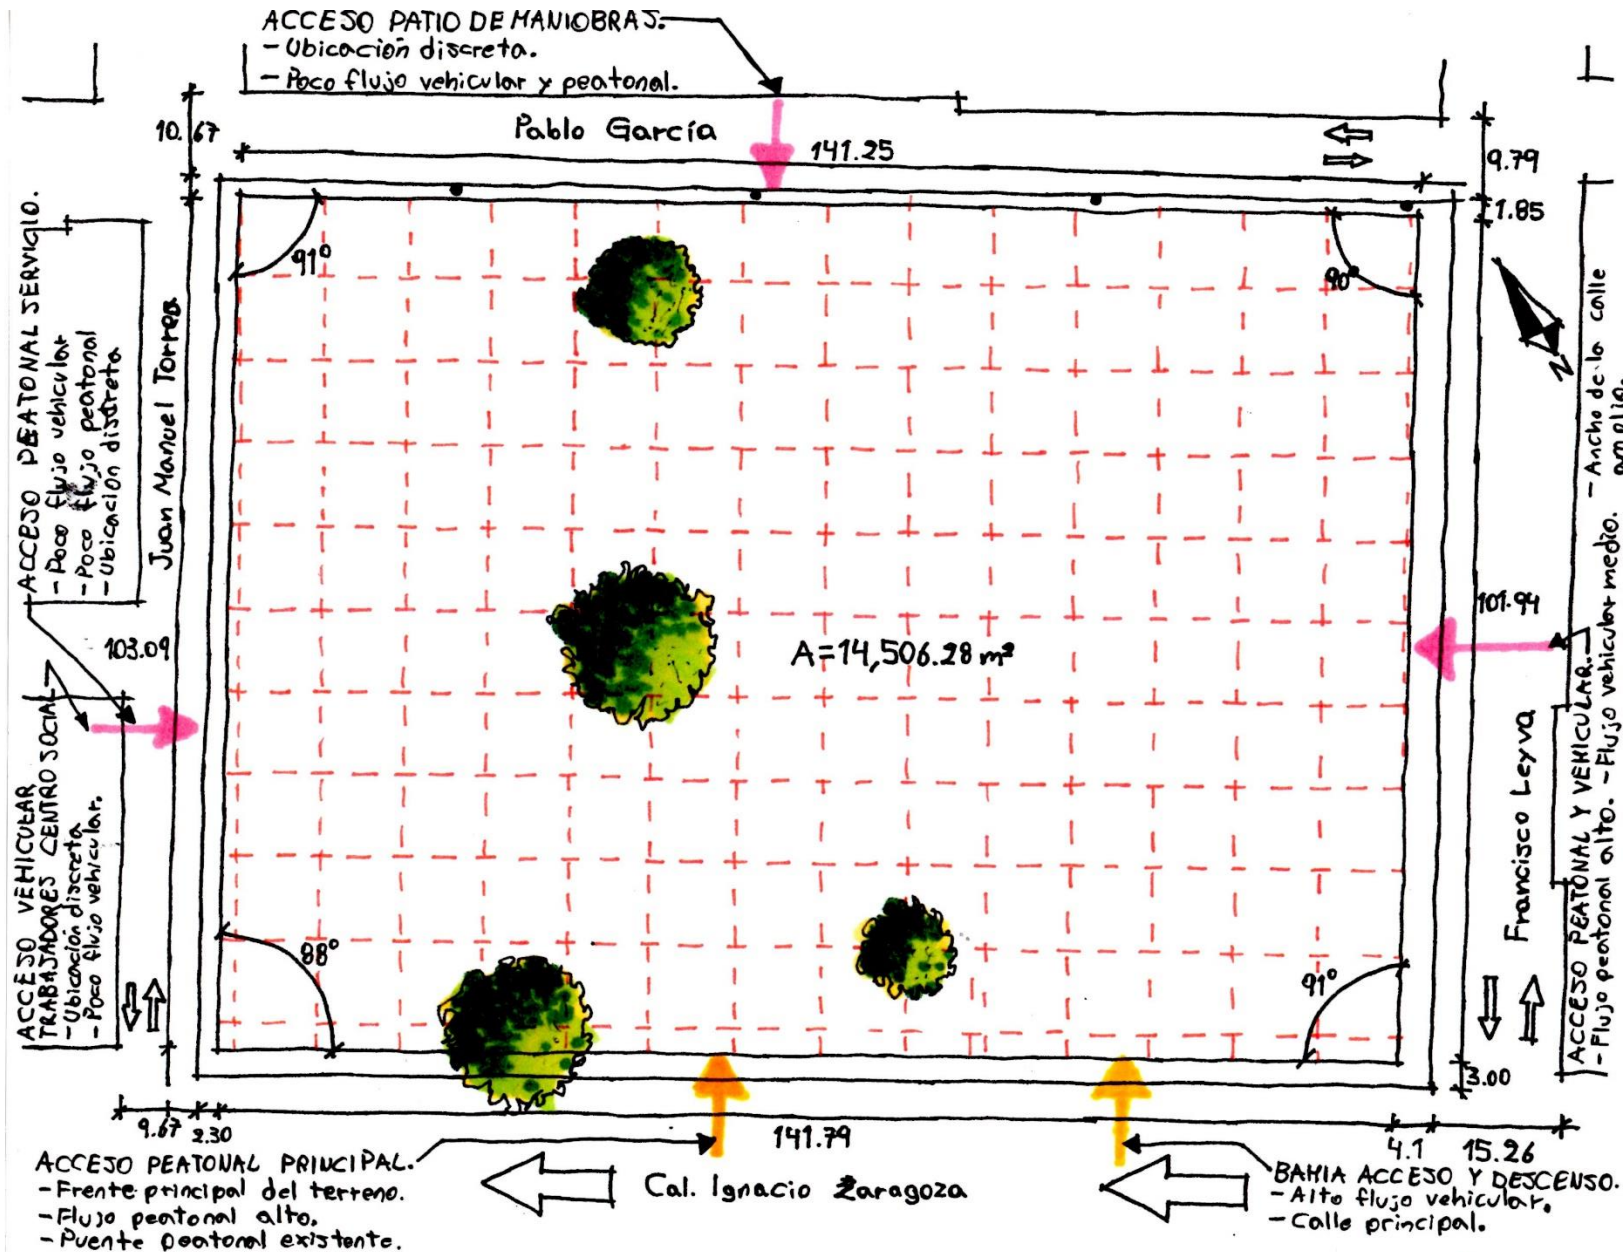 ACCESO PATIO DE MANIOBRAS.
- Ubicación discreta.
- Poco flujo vehicular y peatonal.
10.67
Pablo García
141.25
9.79
1.85
91°
90°
N
ACCESO PEATONAL SERVICIO.
- Poco flujo vehicular
- Poco flujo peatonal
- Ubicación discreta
Juan Manuel Torrea
103.09
A=14,506.28 m²
101.94
ACCESO VEHICULAR
TRABAJADORES CENTRO SOCIAL
- Ubicación discreta
- Poco flujo vehicular.
Francisco Leyva
ACCESO PEATONAL Y VEHICULAR.
- Flujo peatonal alto. - Flujo vehicular medio. - Ancho de la calle
amplio.
88°
91°
3.00
9.67
2.30
141.79
4.1
15.26
ACCESO PEATONAL PRINCIPAL.
- Frente principal del terreno.
- Flujo peatonal alto.
- Puente peatonal existente.
Cal. Ignacio Zaragoza
BAHIA ACCESO Y DESCENSO.
- Alto flujo vehicular.
- Calle principal.